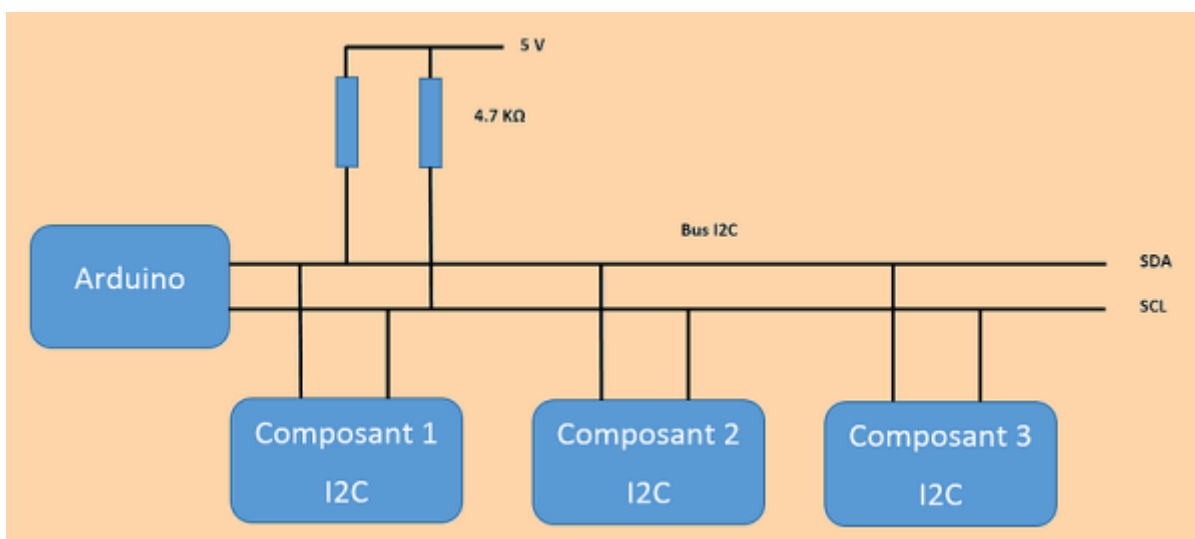 5 V
4.7 KΩ
Bus I2C
SDA
Arduino
SCL
Composant 1
I2C
Composant 2
I2C
Composant 3
I2C